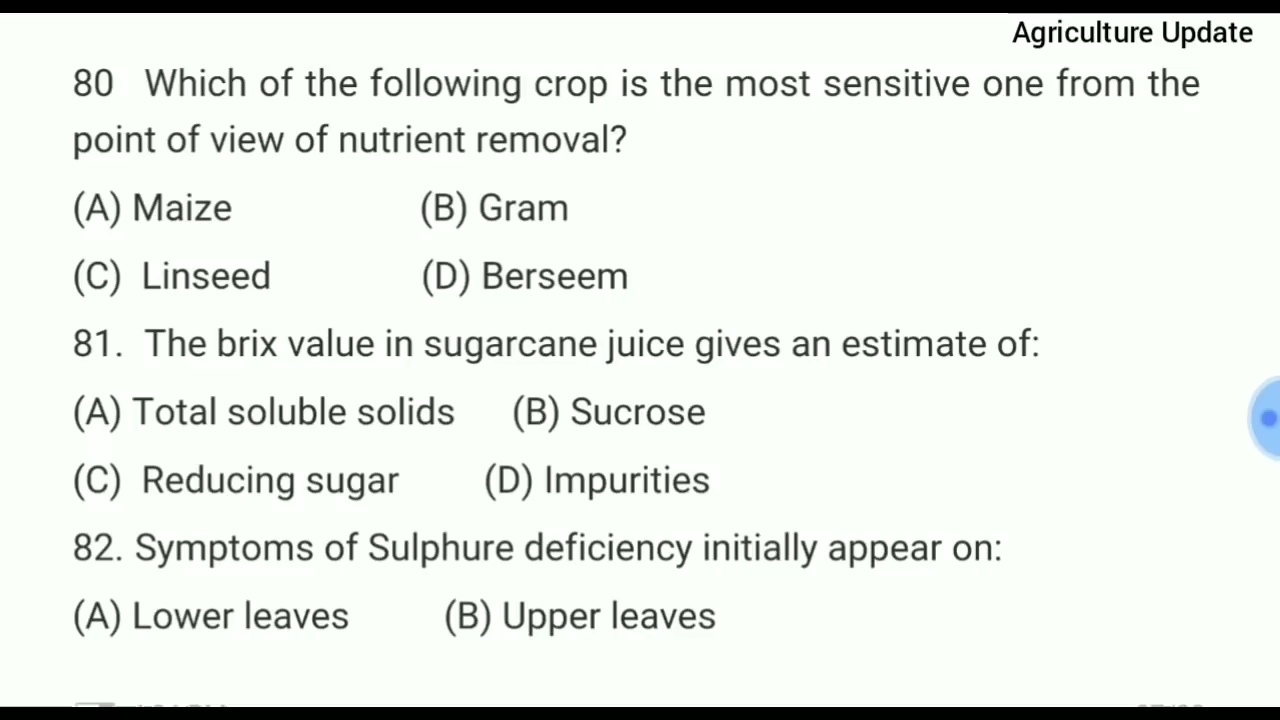 Agriculture Update
80 Which of the following crop is the most sensitive one from the
point of view of nutrient removal?
(A) Maize (B) Gram
(C) Linseed (D) Berseem
81. The brix value in sugarcane juice gives an estimate of:
(A) Total soluble solids (B) Sucrose
(C) Reducing sugar (D) Impurities
82. Symptoms of Sulphure deficiency initially appear on:
(A) Lower leaves (B) Upper leaves